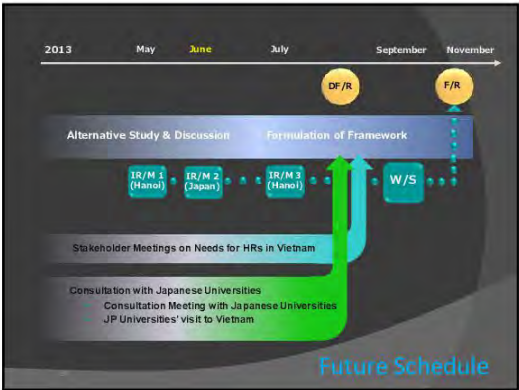 2013 May June July September November
DF/R F/R
Alternative Study & Discussion Formulation of Framework
IR/M 1
(Hanoi)
IR/M 2
(Japan)
IR/M 3
(Hanoi)
W/S
Stakeholder Meetings on Needs for HRs in Vietnam
Consultation with Japanese Universities
Consultation Meeting with Japanese Universities
JP Universities' visit to Vietnam
Future Schedule